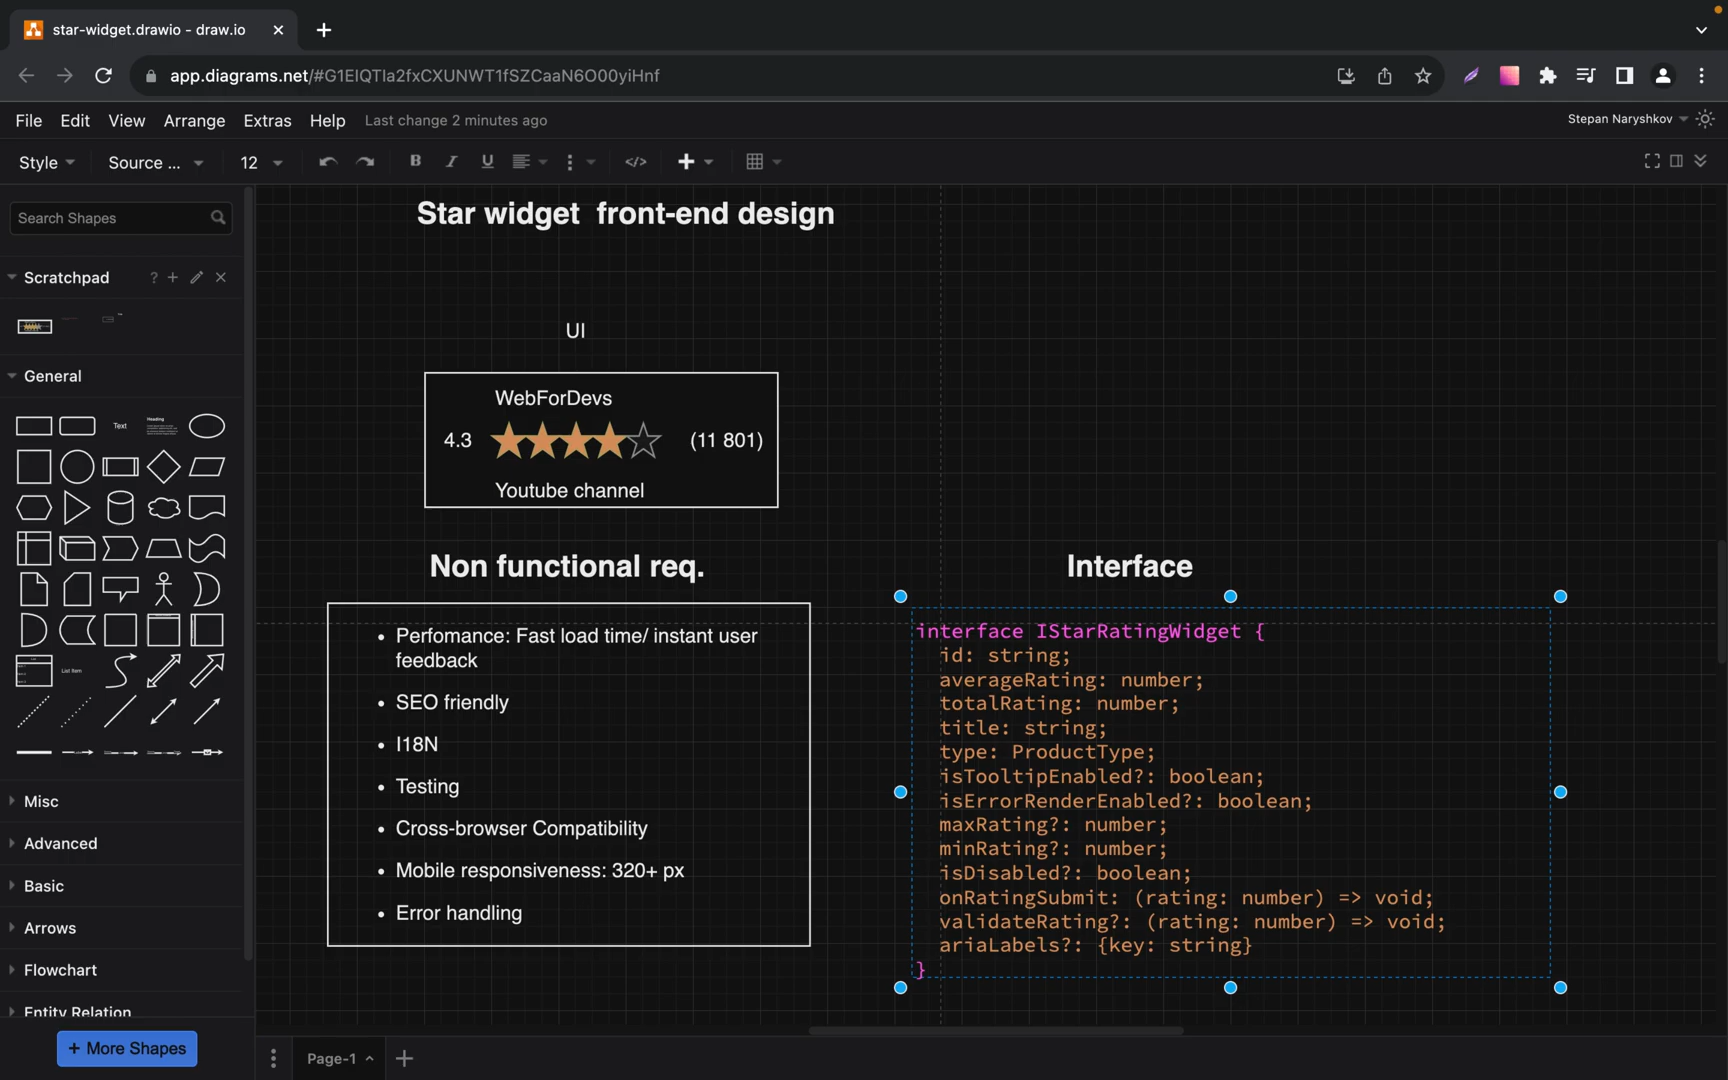 star-widget.drawio - draw.io
app.diagrams.net/#G1EIQTIa2fxCXUNWT1fSZCaaN6O00yiHnf
File Edit View Arrange Extras Help Last change 2 minutes ago
Stepan Naryshkov
Style Source ... 12 B I U
Search Shapes
Scratchpad ?
General
Text
Heading
List Item
Misc
Advanced
Basic
Arrows
Flowchart
Entity Relation
+ More Shapes
Star widget front-end design
UI
WebForDevs
4.3 (11 801)
Youtube channel
Non functional req.
• Perfomance: Fast load time/ instant user
feedback
• SEO friendly
• I18N
• Testing
• Cross-browser Compatibility
• Mobile responsiveness: 320+ px
• Error handling
Interface
interface IStarRatingWidget {
id: string;
averageRating: number;
totalRating: number;
title: string;
type: ProductType;
isTooltipEnabled?: boolean;
isErrorRenderEnabled?: boolean;
maxRating?: number;
minRating?: number;
isDisabled?: boolean;
onRatingSubmit: (rating: number) => void;
validateRating?: (rating: number) => void;
ariaLabels?: {key: string}
}
Page-1